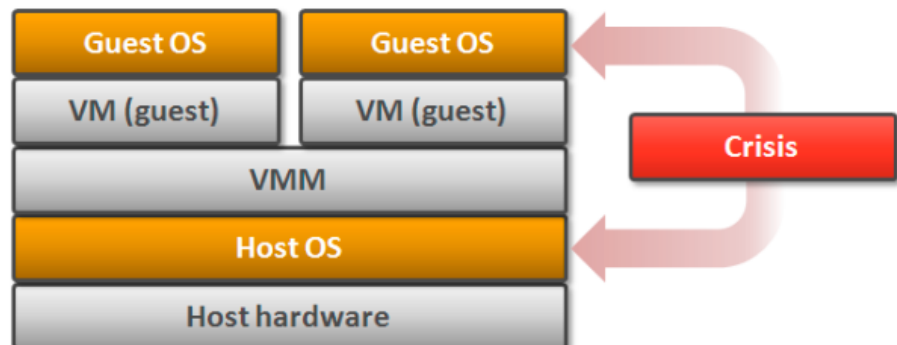 Guest OS
Guest OS
VM (guest)
VM (guest)
Crisis
VMM
Host OS
Host hardware